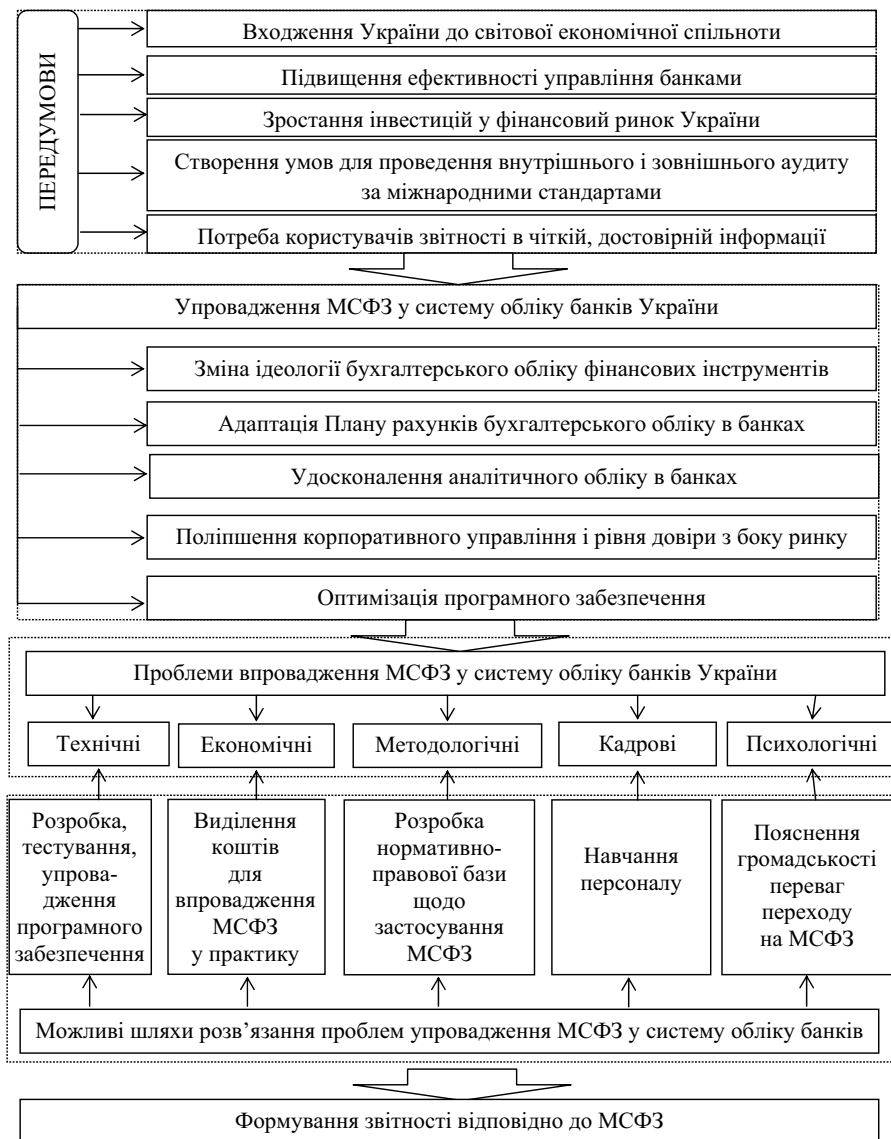 ПЕРЕДУМОВИ
Входження України до світової економічної спільноти
Підвищення ефективності управління банками
Зростання інвестицій у фінансовий ринок України
Створення умов для проведення внутрішнього і зовнішнього аудиту
за міжнародними стандартами
Потреба користувачів звітності в чіткій, достовірній інформації
Упровадження МСФЗ у систему обліку банків України
Зміна ідеології бухгалтерського обліку фінансових інструментів
Адаптація Плану рахунків бухгалтерського обліку в банках
Удосконалення аналітичного обліку в банках
Поліпшення корпоративного управління і рівня довіри з боку ринку
Оптимізація програмного забезпечення
Проблеми впровадження МСФЗ у систему обліку банків України
Технічні
Економічні
Методологічні
Кадрові
Психологічні
Розробка,
тестування,
упрова-
дження
програмного
забезпечення
Виділення
коштів
для
впровадження
МСФЗ
у практику
Розробка
нормативно-
правової бази
щодо
застосування
МСФЗ
Навчання
персоналу
Пояснення
громадськості
переваг
переходу
на МСФЗ
Можливі шляхи розв’язання проблем упровадження МСФЗ у систему обліку банків
Формування звітності відповідно до МСФЗ